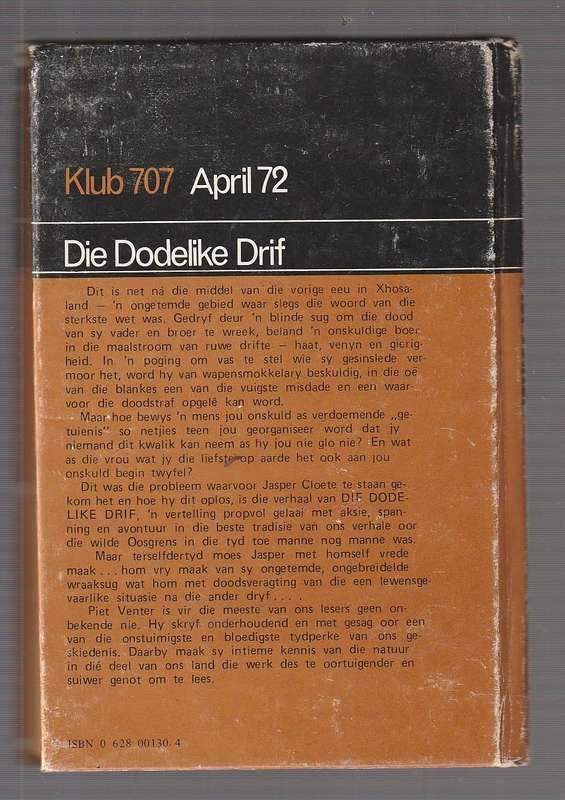 Klub 707 April 72
Die Dodelike Drif
Dit is net ná die middel van die vorige eeu in Xhosa-
land — 'n ongetemde gebied waar slegs die woord van die
sterkste wet was. Gedryf deur 'n blinde sug om die dood
van sy vader en broer te wreek, beland 'n onskuldige boer
in die maalstroom van ruwe drifte — haat, venyn en gierig-
heid. In 'n poging om vas te stel wie sy gesinslede ver-
moor het, word hy van wapensmokkelary beskuldig, in die oë
van die blankes een van die vuigste misdade en een waar-
voor die doodstraf opgelê kan word.
Maar hoe bewys 'n mens jou onskuld as verdoemende „ge-
tuienis” so netjies teen jou georganiseer word dat jy
niemand dit kwalik kan neem as hy jou nie glo nie? En wat
as die vrou wat jy die liefste op aarde het ook aan jou
onskuld begin twyfel?
Dit was die probleem waarvoor Jasper Cloete te staan ge-
kom het en hoe hy dit oplos, is die verhaal van DIE DODE-
LIKE DRIF, 'n vertelling propvol gelaai met aksie, span-
ning en avontuur in die beste tradisie van ons verhale oor
die wilde Oosgrens in die tyd toe manne nog manne was.
Maar terselfdertyd moes Jasper met homself vrede
maak . . . hom vry maak van sy ongetemde, ongebreidelde
wraaksug wat hom met doodsveragting van die een lewensge-
vaarlike situasie na die ander dryf . . . .
Piet Venter is vir die meeste van ons lesers geen on-
bekende nie. Hy skryf onderhoudend en met gesag oor een
van die onstuimigste en bloedigste tydperke van ons ge-
skiedenis. Daarby maak sy intieme kennis van die natuur
in dié deel van ons land die werk des te oortuigender en
suiwer genot om te lees.
ISBN 0 628 00130 4